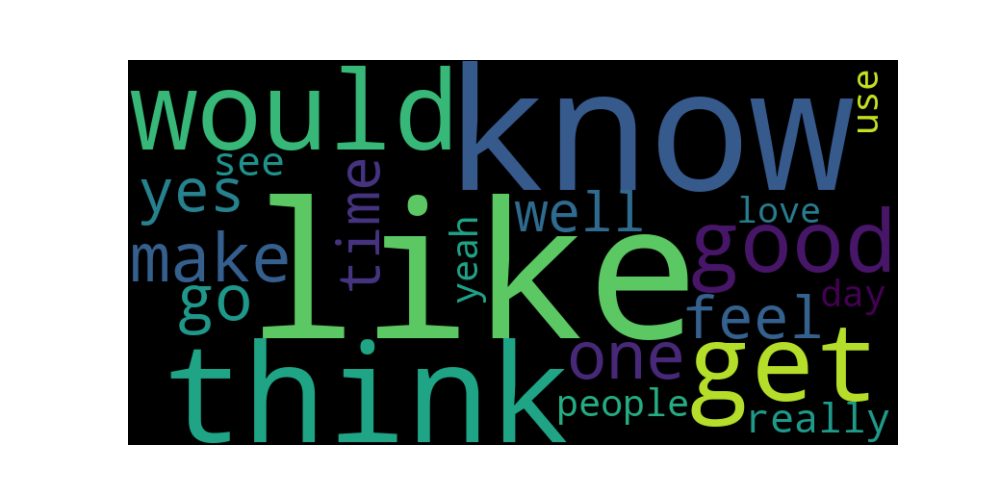 would
know
use
see
yes
time
like
well
love
good
make
yeah
go
feel
day
think
one
get
people
really